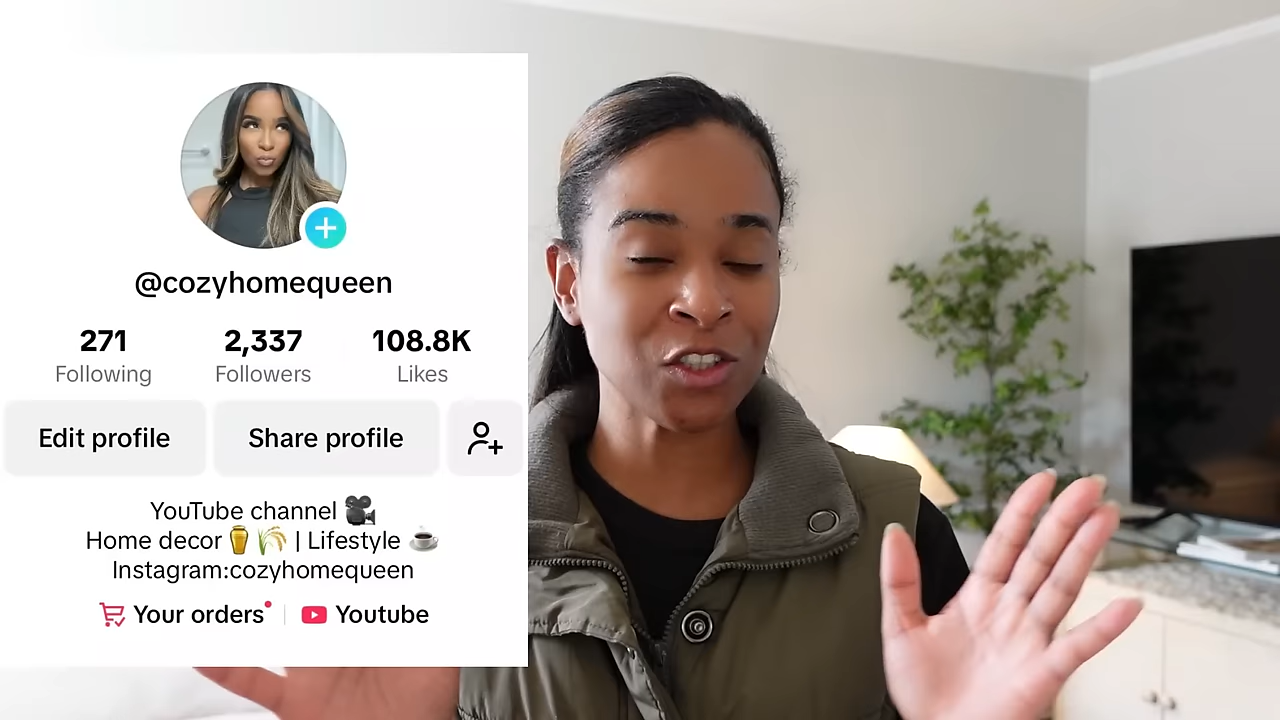 @cozyhomequeen
271 2,337 108.8K
Following Followers Likes
Edit profile Share profile
YouTube channel 🎥
Home decor ⚱️🌾 | Lifestyle ☕
Instagram:cozyhomequeen
Your orders Youtube